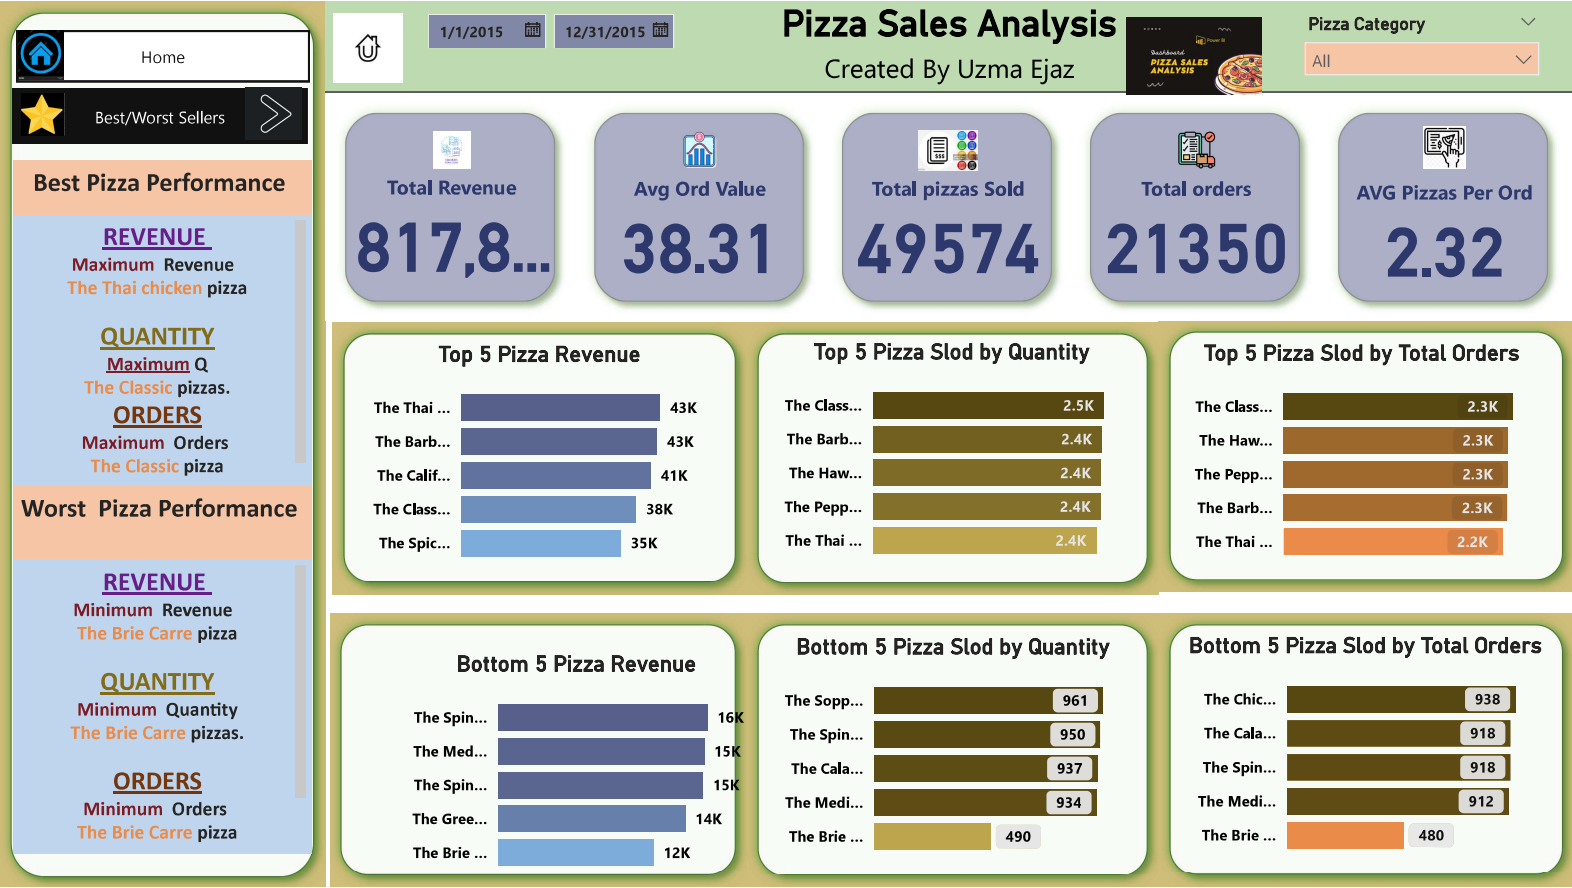 Home
Best/Worst Sellers
Best Pizza Performance
REVENUE
Maximum Revenue
The Thai chicken pizza
QUANTITY
Maximum Q
The Classic pizzas.
ORDERS
Maximum Orders
The Classic pizza
Worst Pizza Performance
REVENUE
Minimum Revenue
The Brie Carre pizza
QUANTITY
Minimum Quantity
The Brie Carre pizzas.
ORDERS
Minimum Orders
The Brie Carre pizza
1/1/2015
12/31/2015
Pizza Sales Analysis
Created By Uzma Ejaz
Power BI
Dashboard
PIZZA SALES
ANALYSIS
Pizza Category
All
Total Revenue
817,8...
Avg Ord Value
38.31
$$$
Total pizzas Sold
49574
Total orders
21350
AVG Pizzas Per Ord
2.32
Top 5 Pizza Revenue
The Thai ... 43K
The Barb... 43K
The Calif... 41K
The Class... 38K
The Spic... 35K
Top 5 Pizza Slod by Quantity
The Class... 2.5K
The Barb... 2.4K
The Haw... 2.4K
The Pepp... 2.4K
The Thai ... 2.4K
Top 5 Pizza Slod by Total Orders
The Class... 2.3K
The Haw... 2.3K
The Pepp... 2.3K
The Barb... 2.3K
The Thai ... 2.2K
Bottom 5 Pizza Revenue
The Spin... 16K
The Med... 15K
The Spin... 15K
The Gree... 14K
The Brie ... 12K
Bottom 5 Pizza Slod by Quantity
The Sopp... 961
The Spin... 950
The Cala... 937
The Medi... 934
The Brie ... 490
Bottom 5 Pizza Slod by Total Orders
The Chic... 938
The Cala... 918
The Spin... 918
The Medi... 912
The Brie ... 480